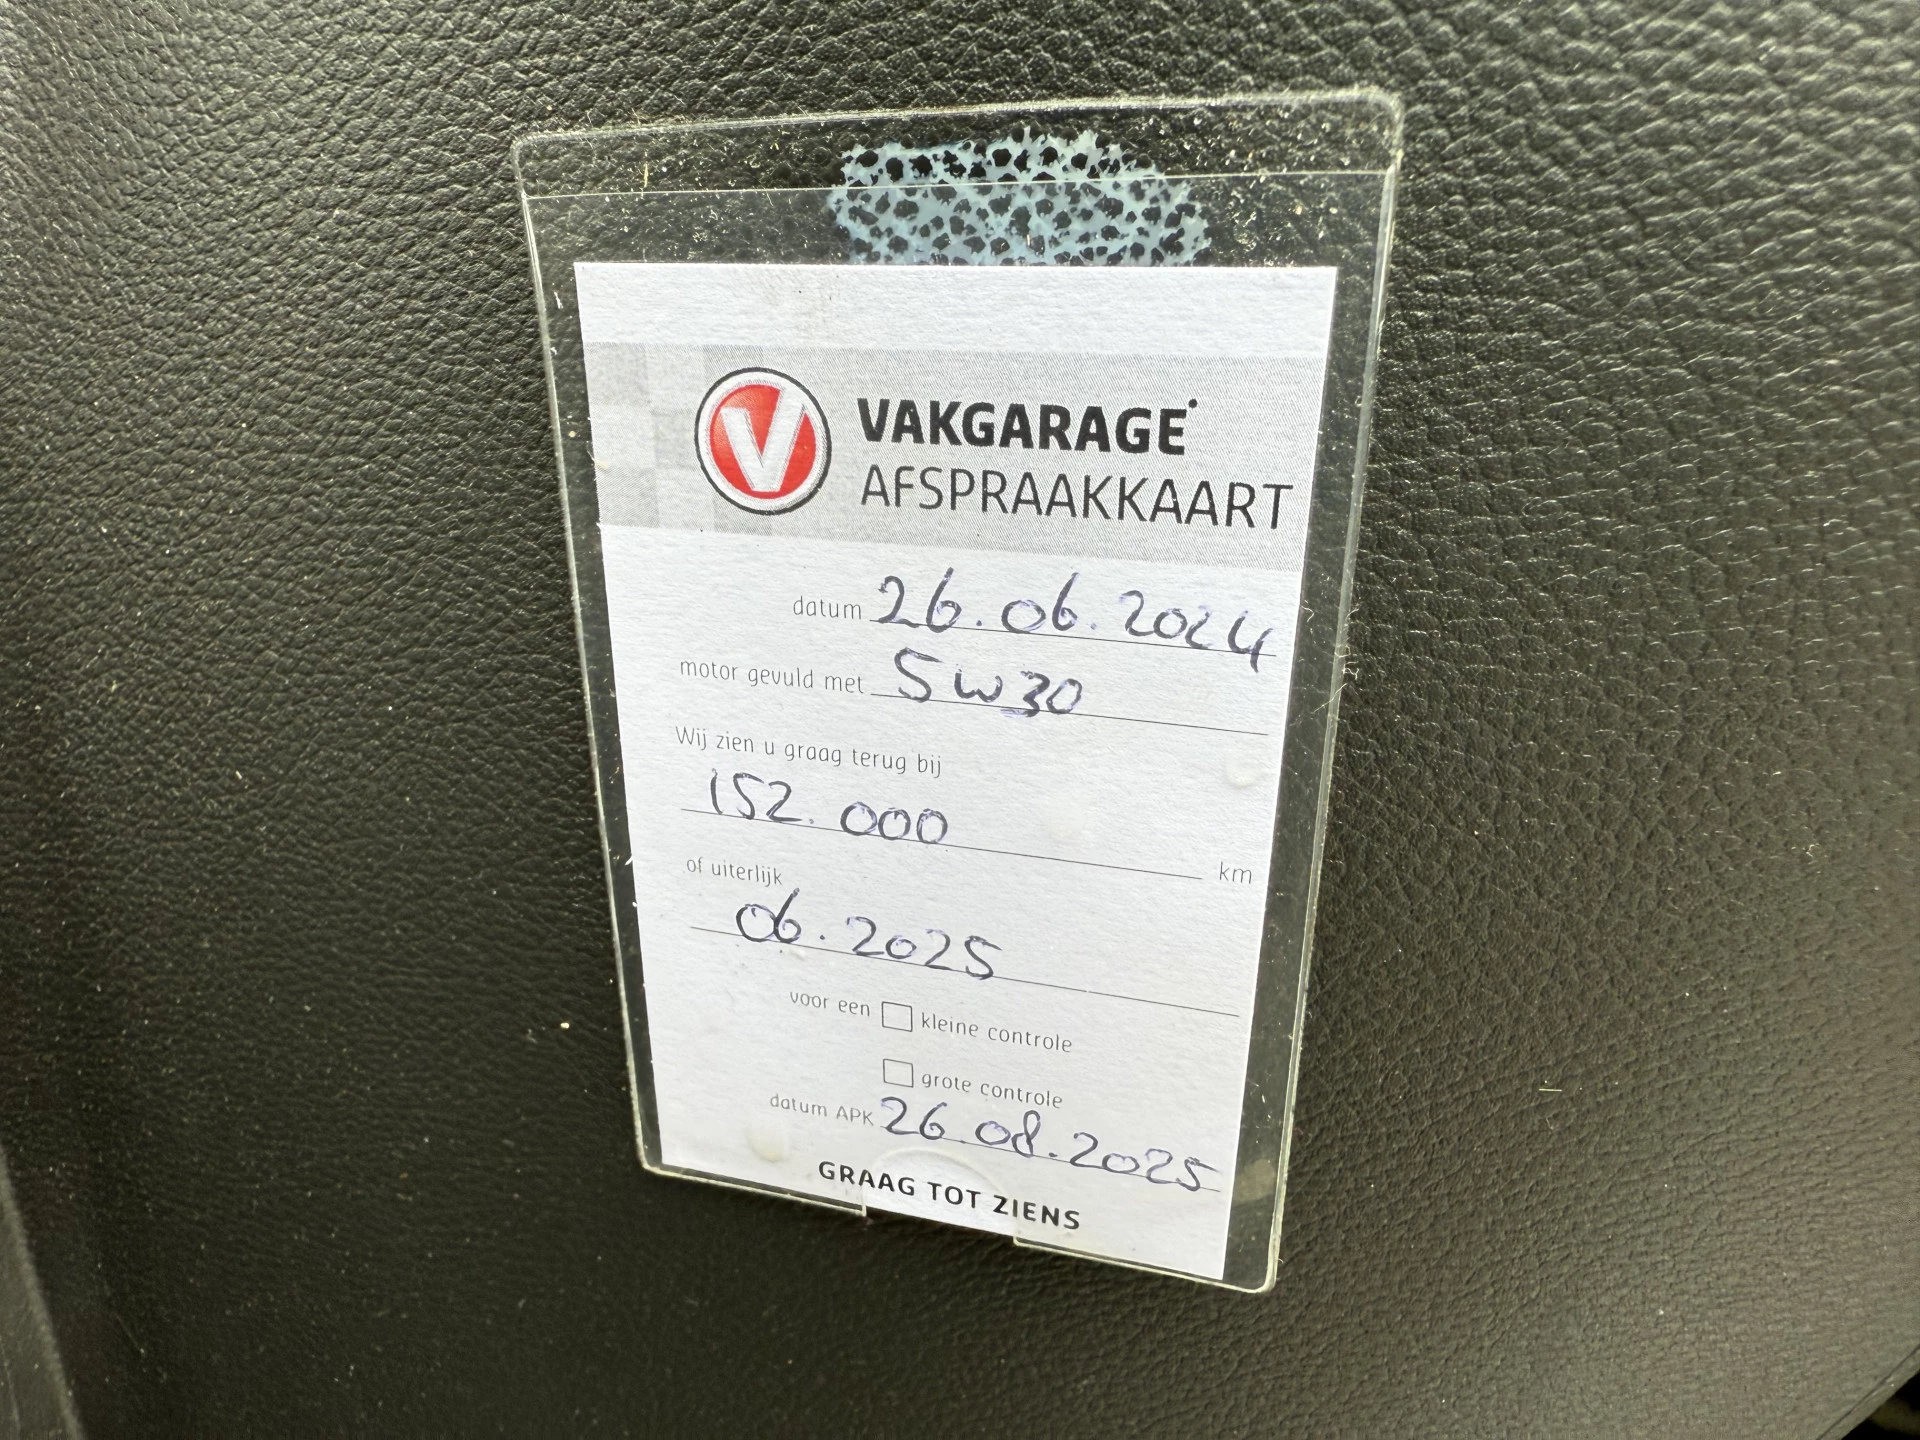 V VAKGARAGE
AFSPRAAKKAART
datum 26.06.2024
motor gevuld met 5W30
Wij zien u graag terug bij
152.000 km
of uiterlijk
06.2025
voor een kleine controle
grote controle
datum APK 26.08.2025
GRAAG TOT ZIENS